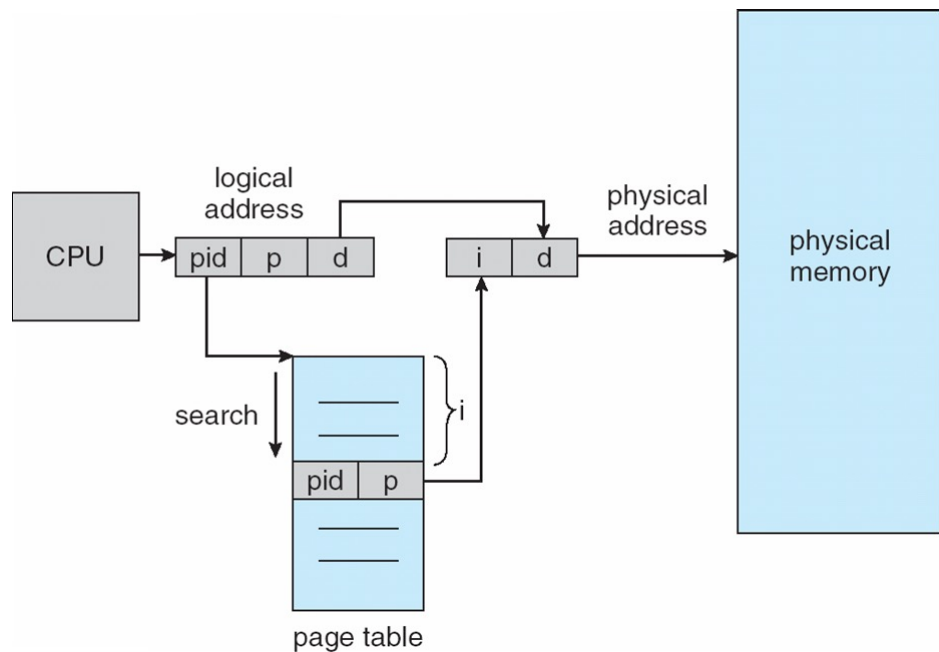 logical
address
physical
address
CPU
pid p d
i d
physical
memory
search
i
pid p
page table